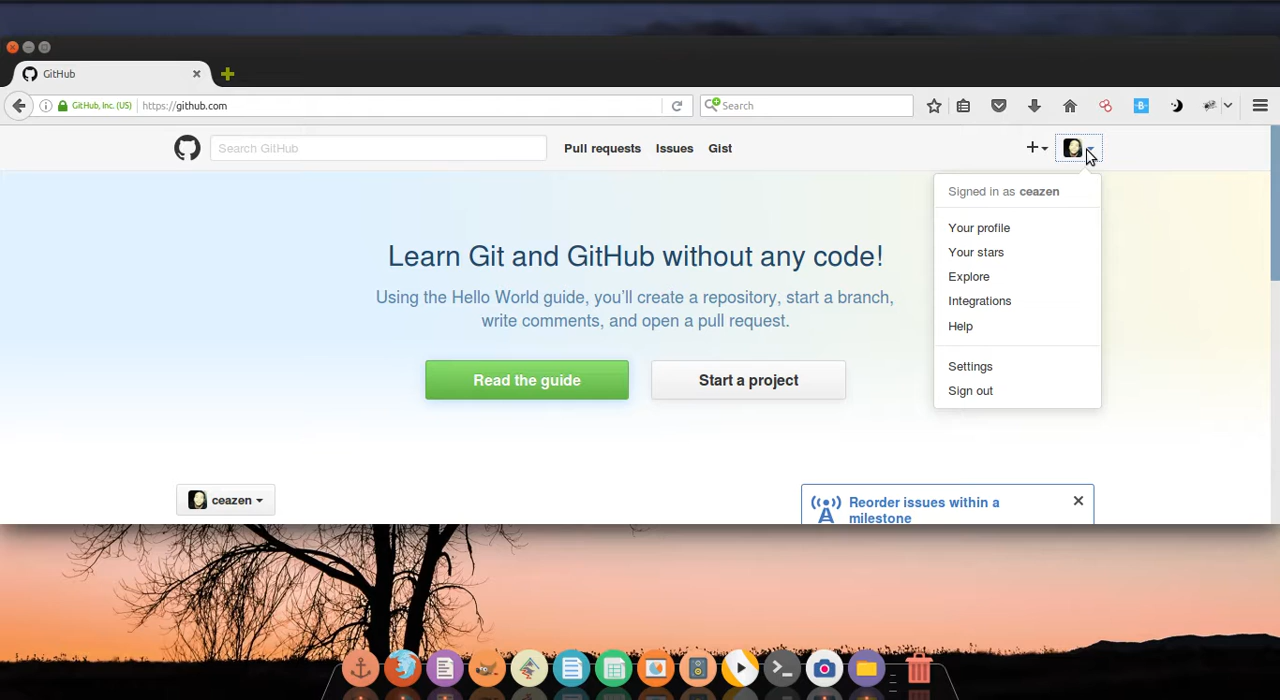 GitHub
GitHub, Inc. (US)
https://github.com
Search
Search GitHub
Pull requests
Issues
Gist
Signed in as ceazen
Your profile
Your stars
Explore
Integrations
Help
Settings
Sign out
Learn Git and GitHub without any code!
Using the Hello World guide, you’ll create a repository, start a branch,
write comments, and open a pull request.
Read the guide
Start a project
ceazen
Reorder issues within a
milestone